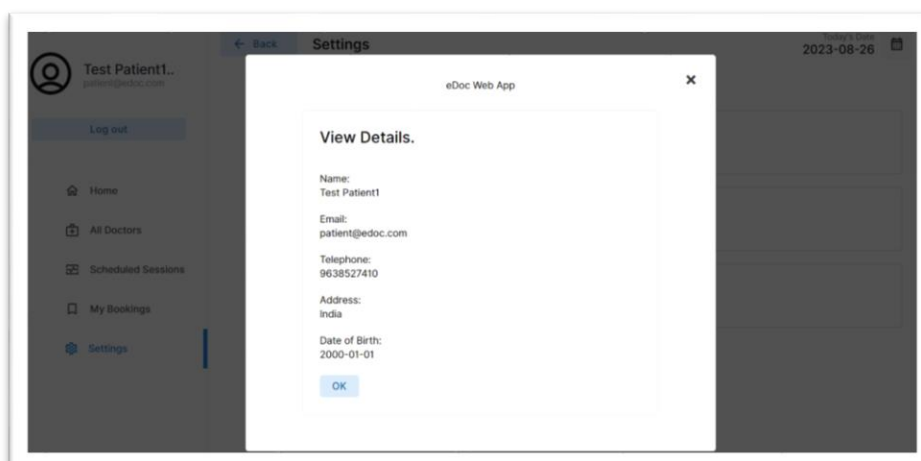 Test Patient1..
patient@edoc.com
Log out
Home
All Doctors
Scheduled Sessions
My Bookings
Settings
← Back
Settings
Today's Date
2023-08-26
eDoc Web App
×
View Details.
Name:
Test Patient1
Email:
patient@edoc.com
Telephone:
9638527410
Address:
India
Date of Birth:
2000-01-01
OK